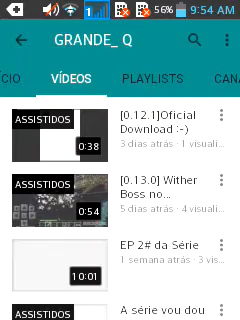 56% 9:54 AM
GRANDE_ Q
CIO VÍDEOS PLAYLISTS CANA
ASSISTIDOS
0:38
[0.12.1]Oficial
Download :-)
3 dias atrás · 1 visuali...
ASSISTIDOS
0:54
[0.13.0] Wither
Boss no...
5 dias atrás · 4 visuali...
10:01
EP 2# da Série
1 semana atrás · 3 vis...
ASSISTIDOS
A série vou dou